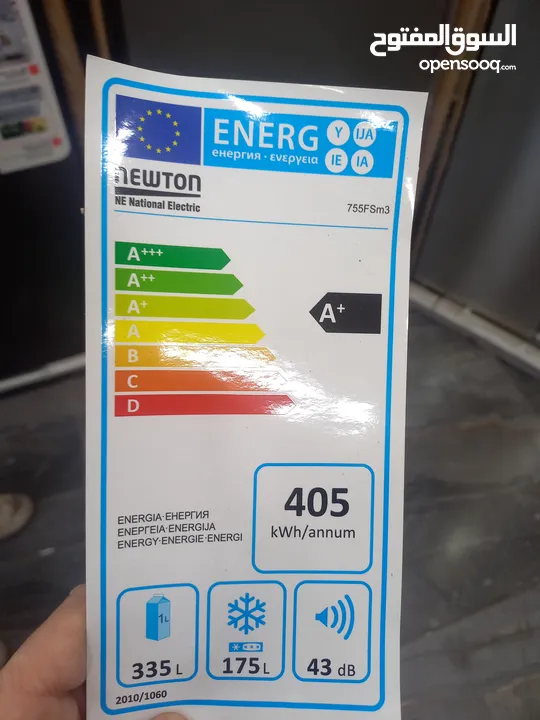 السوق المفتوح
opensooq.com
ENERG Y IJA IE IA
енергия · ενεργεια
NEWTON
NE National Electric
755FSm3
A+++
A++
A+
A
B
C
D
A+
405
kWh/annum
ENERGIA·ЕНЕРГИЯ
ΕΝΕΡΓΕΙΑ·ENERGIJA
ENERGY·ENERGIE·ENERGI
1L
335 L
175 L
43 dB
2010/1060